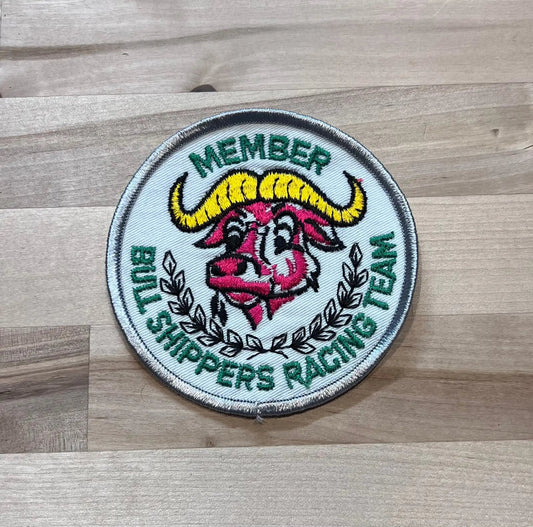 MEMBER
BULL SHIPPERS RACING TEAM